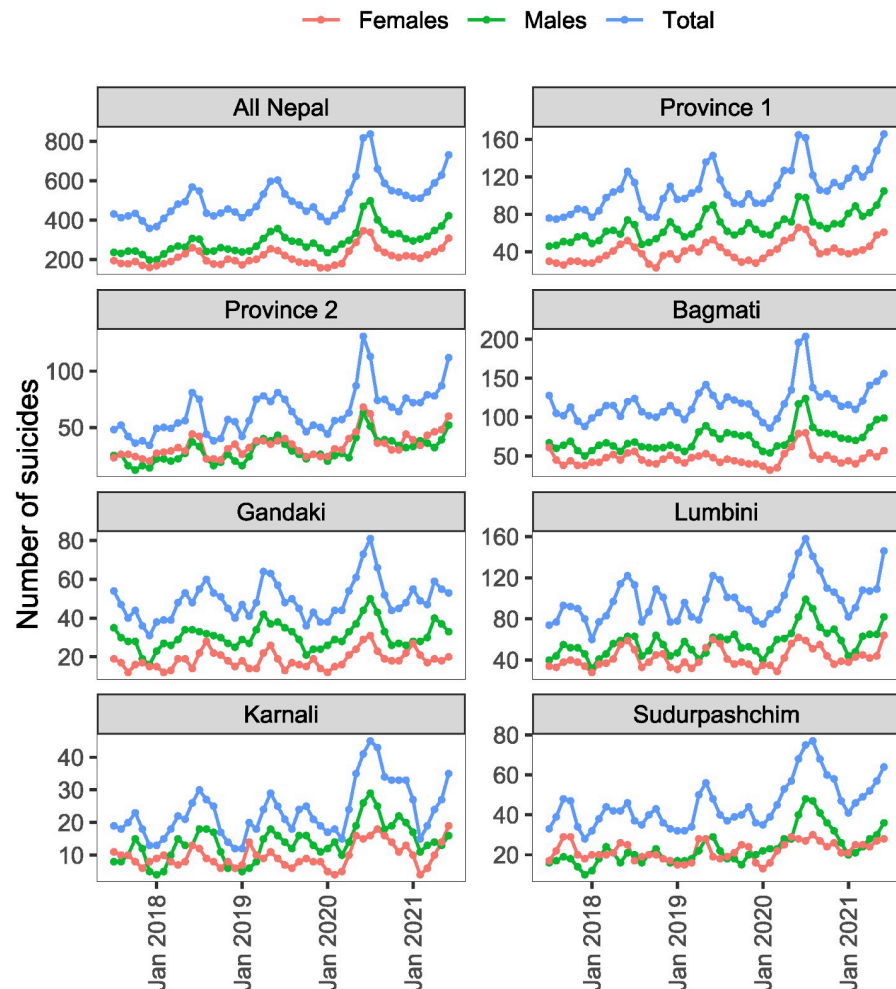 Females Males Total
All Nepal Province 1
800
600
400
200
160
120
80
40
Province 2 Bagmati
100
50
200
150
100
50
Gandaki Lumbini
80
60
40
20
160
120
80
40
Karnali Sudurpashchim
40
30
20
10
80
60
40
20
Number of suicides
Jan 2018
Jan 2019
Jan 2020
Jan 2021
Jan 2018
Jan 2019
Jan 2020
Jan 2021